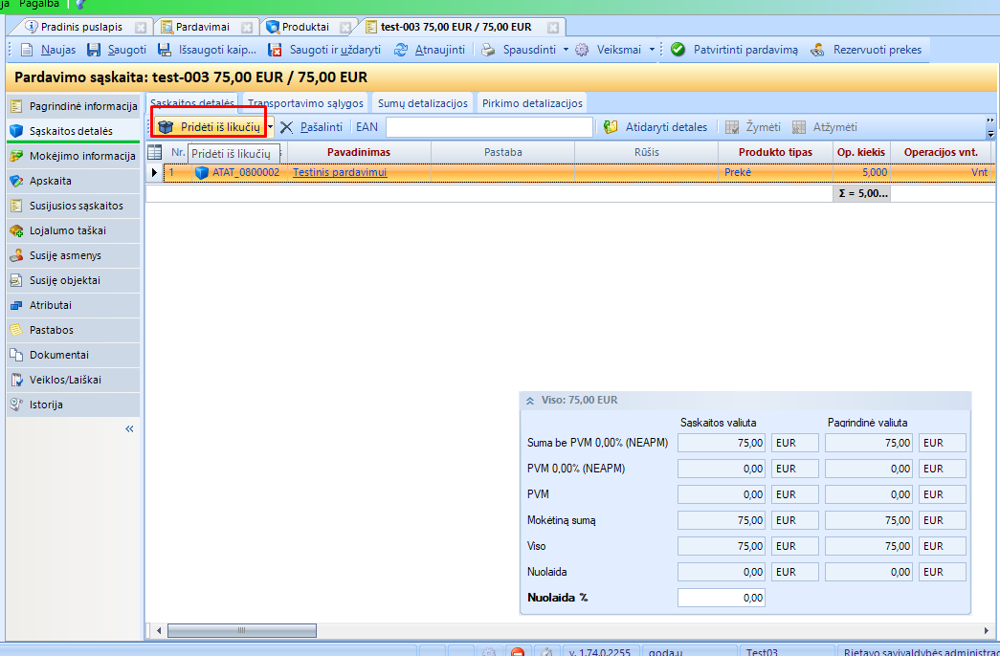 ja Pagalba
Pradinis puslapis Pardavimai Produktai test-003 75,00 EUR / 75,00 EUR
Naujas Saugoti Išsaugoti kaip... Saugoti ir uždaryti Atnaujinti Spausdinti Veiksmai Patvirtinti pardavimą Rezervuoti prekes
Pardavimo sąskaita: test-003 75,00 EUR / 75,00 EUR
Pagrindinė informacija
Sąskaitos detalės
Mokėjimo informacija
Apskaita
Susijusios sąskaitos
Lojalumo taškai
Susiję asmenys
Susiję objektai
Atributai
Pastabos
Dokumentai
Veiklos/Laiškai
Istorija
Sąskaitos detalės Transportavimo sąlygos Sumų detalizacijos Pirkimo detalizacijos
Pridėti iš likučių Pašalinti EAN Atidaryti detales Žymėti Atžymėti
Nr. Pridėti iš likučių Pavadinimas Pastaba Rūšis Produkto tipas Op. kiekis Operacijos vnt.
1 ATAT_0800002 Testinis pardavimui Prekė 5,000 Vnt
Σ = 5,00...
Viso: 75,00 EUR
Sąskaitos valiuta Pagrindinė valiuta
Suma be PVM 0,00% (NEAPM) 75,00 EUR 75,00 EUR
PVM 0,00% (NEAPM) 0,00 EUR 0,00 EUR
PVM 0,00 EUR 0,00 EUR
Mokėtiną sumą 75,00 EUR 75,00 EUR
Viso 75,00 EUR 75,00 EUR
Nuolaida 0,00 EUR 0,00 EUR
Nuolaida % 0,00
v. 1.74.0.2255 goda.u Test03 Rietavo savivaldybės administrac